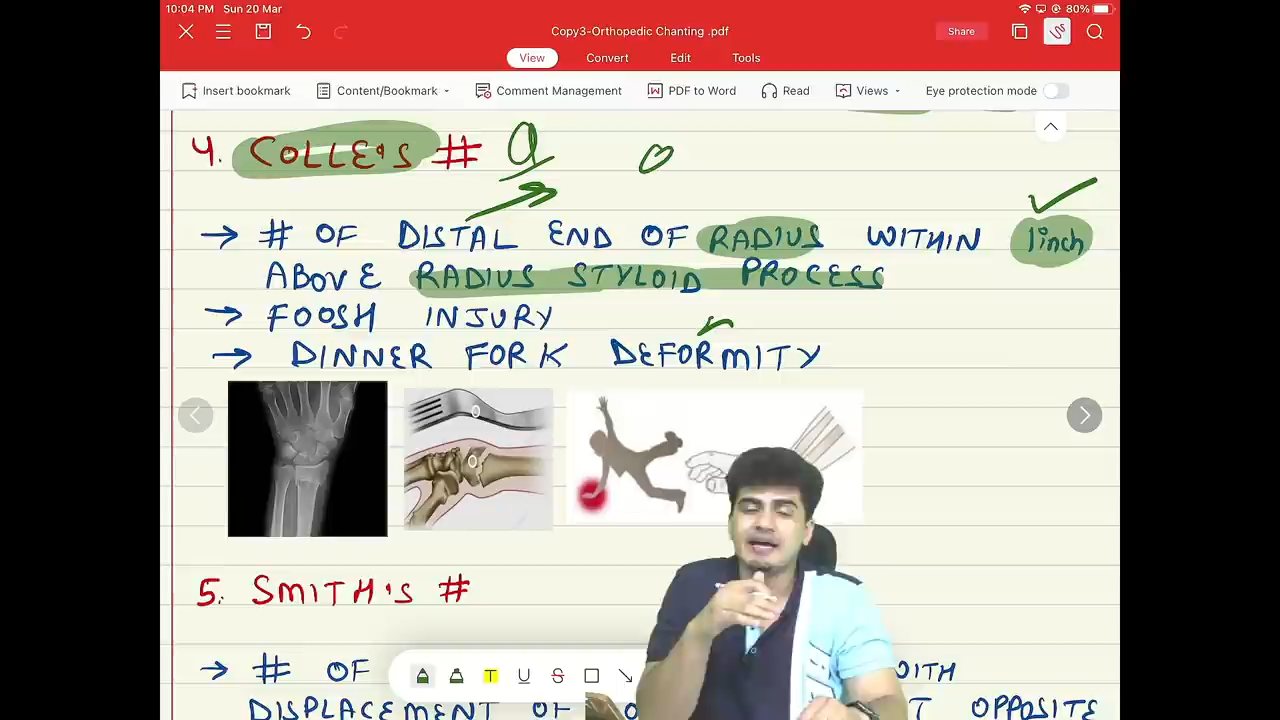 10:04 PM Sun 20 Mar
80%
Copy3-Orthopedic Chanting .pdf
Share
View Convert Edit Tools
Insert bookmark Content/Bookmark Comment Management PDF to Word Read Views Eye protection mode
4. COLLE'S #
→ # OF DISTAL END OF RADIUS WITHIN 1inch
ABOVE RADIUS STYLOID PROCESS
→ FOOSH INJURY
→ DINNER FORK DEFORMITY
5. SMITH'S #
→ # OF WITH
DISPLACEMENT OF OPPOSITE